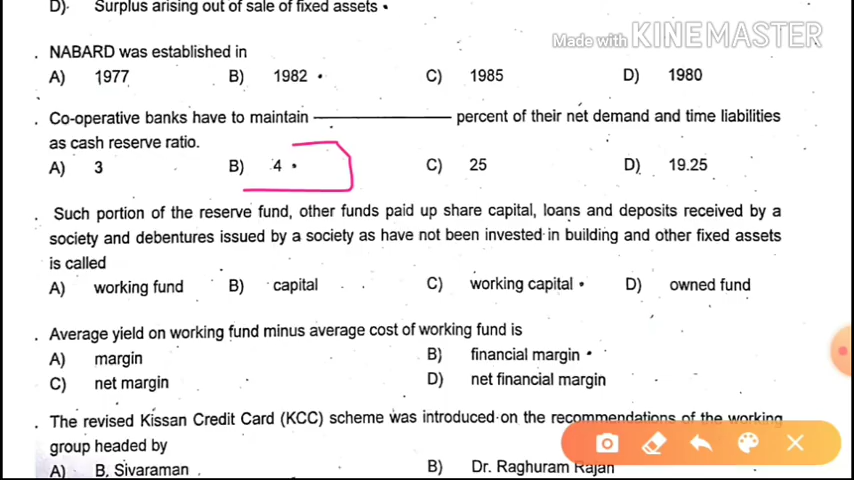 D) Surplus arising out of sale of fixed assets
Made with KINEMASTER
. NABARD was established in
A) 1977 B) 1982 C) 1985 D) 1980
. Co-operative banks have to maintain ———————— percent of their net demand and time liabilities
as cash reserve ratio.
A) 3 B) 4 C) 25 D) 19.25
. Such portion of the reserve fund, other funds paid up share capital, loans and deposits received by a
society and debentures issued by a society as have not been invested in building and other fixed assets
is called
A) working fund B) capital C) working capital D) owned fund
. Average yield on working fund minus average cost of working fund is
A) margin B) financial margin
C) net margin D) net financial margin
. The revised Kissan Credit Card (KCC) scheme was introduced on the recommendations of the working
group headed by
A) B. Sivaraman B) Dr. Raghuram Rajan